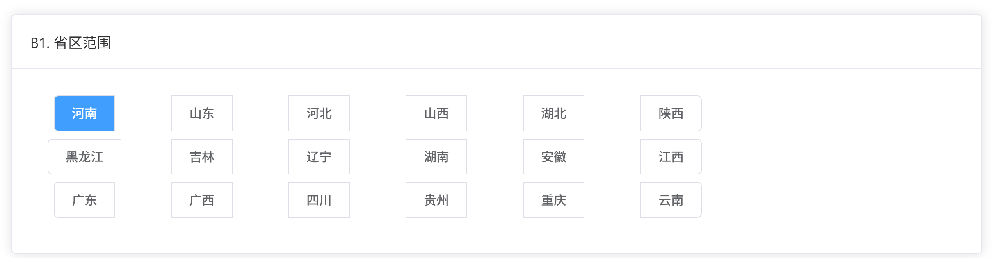 B1. 省区范围
河南 山东 河北 山西 湖北 陕西
黑龙江 吉林 辽宁 湖南 安徽 江西
广东 广西 四川 贵州 重庆 云南